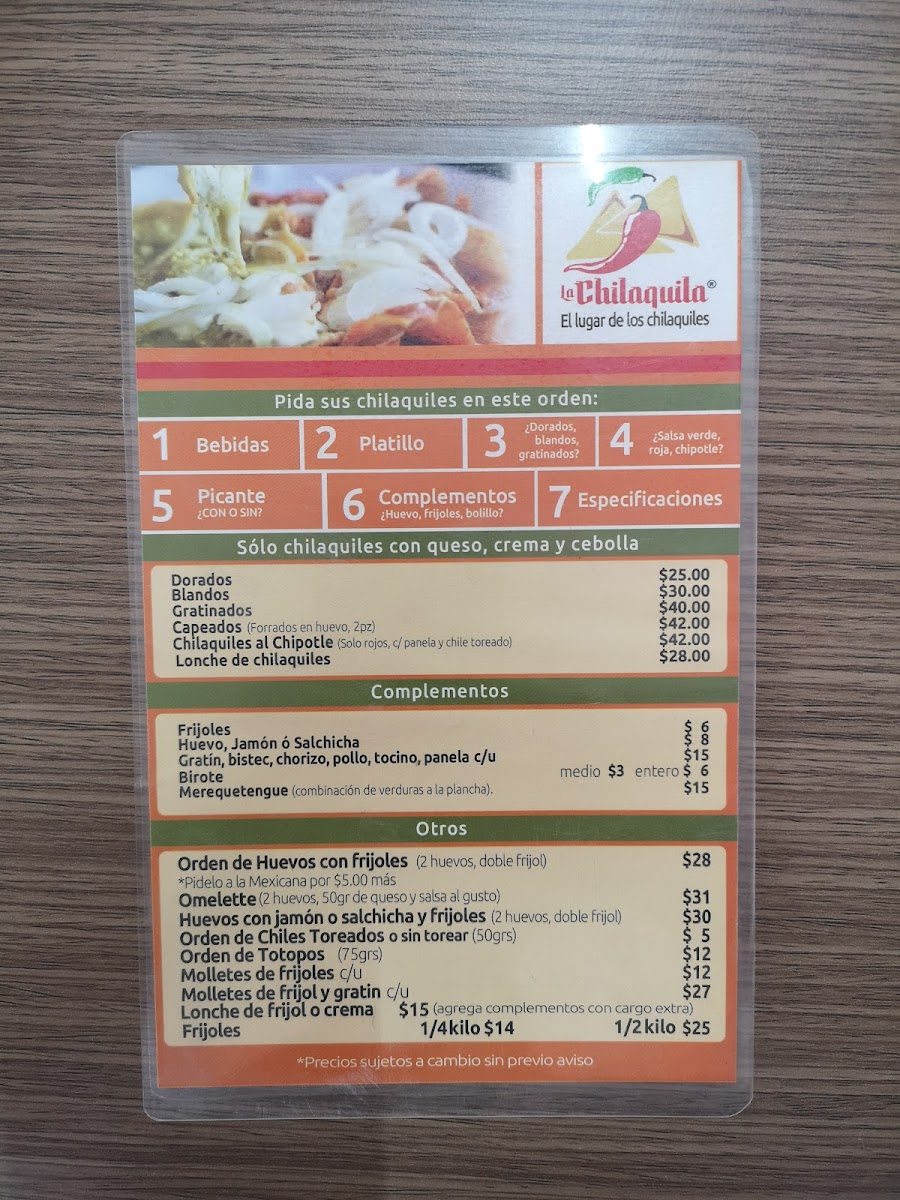 La Chilaquila®
El lugar de los chilaquiles
Pida sus chilaquiles en este orden:
1 Bebidas
2 Platillo
3 ¿Dorados, blandos, gratinados?
4 ¿Salsa verde, roja, chipotle?
5 Picante ¿CON O SIN?
6 Complementos ¿Huevo, frijoles, bolillo?
7 Especificaciones
Sólo chilaquiles con queso, crema y cebolla
Dorados $25.00
Blandos $30.00
Gratinados $40.00
Capeados (Forrados en huevo, 2pz) $42.00
Chilaquiles al Chipotle (Solo rojos, c/ panela y chile toreado) $42.00
Lonche de chilaquiles $28.00
Complementos
Frijoles $ 6
Huevo, Jamón ó Salchicha $ 8
Gratín, bistec, chorizo, pollo, tocino, panela c/u $15
Birote medio $3 entero $ 6
Merequetengue (combinación de verduras a la plancha). $15
Otros
Orden de Huevos con frijoles (2 huevos, doble frijol) $28
*Pidelo a la Mexicana por $5.00 más
Omelette (2 huevos, 50gr de queso y salsa al gusto) $31
Huevos con jamón o salchicha y frijoles (2 huevos, doble frijol) $30
Orden de Chiles Toreados o sin torear (50grs) $ 5
Orden de Totopos (75grs) $12
Molletes de frijoles c/u $12
Molletes de frijol y gratin c/u $27
Lonche de frijol o crema $15 (agrega complementos con cargo extra)
Frijoles 1/4 kilo $14 1/2 kilo $25
*Precios sujetos a cambio sin previo aviso